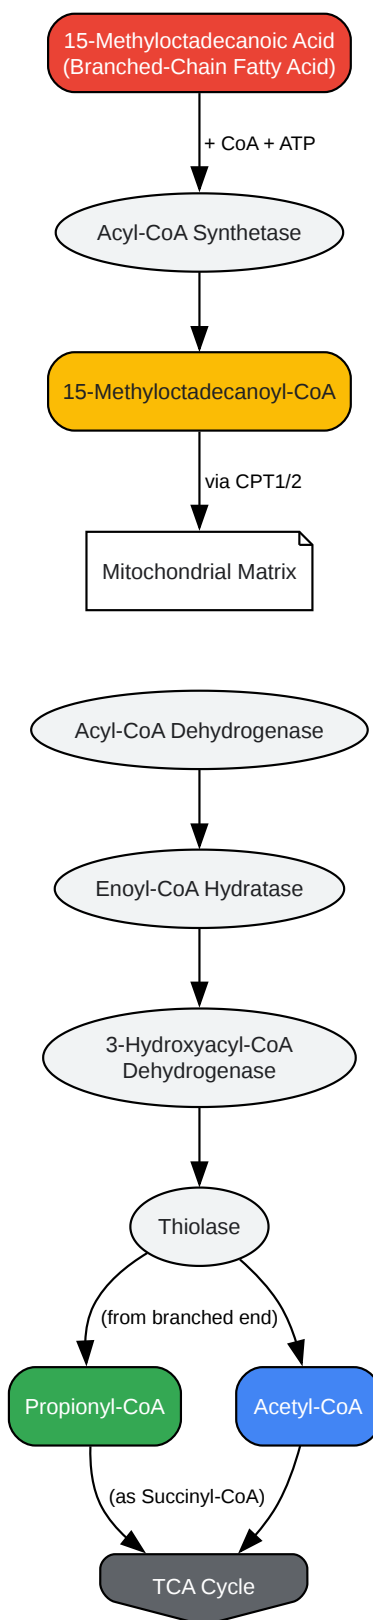 15-Methyloctadecanoic Acid
(Branched-Chain Fatty Acid)
+ CoA + ATP
Acyl-CoA Synthetase
15-Methyloctadecanoyl-CoA
via CPT1/2
Mitochondrial Matrix
Acyl-CoA Dehydrogenase
Enoyl-CoA Hydratase
3-Hydroxyacyl-CoA
Dehydrogenase
Thiolase
(from branched end)
Propionyl-CoA
Acetyl-CoA
(as Succinyl-CoA)
TCA Cycle